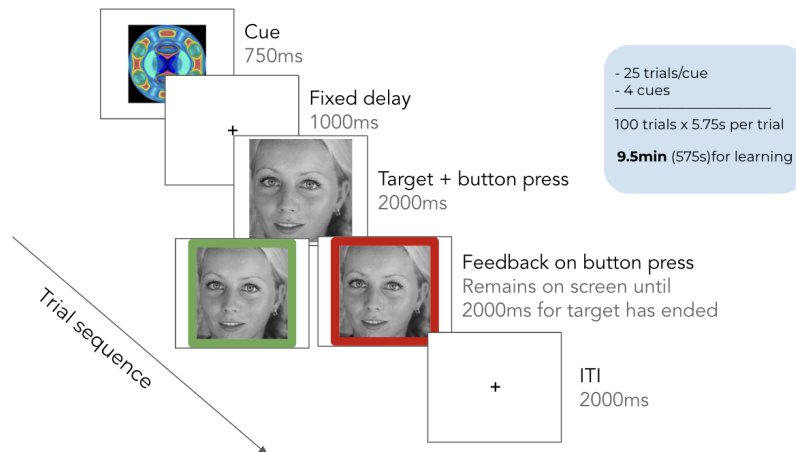 Cue
750ms
Fixed delay
1000ms
Target + button press
2000ms
Feedback on button press
Remains on screen until
2000ms for target has ended
ITI
2000ms
Trial sequence
- 25 trials/cue
- 4 cues
100 trials x 5.75s per trial
9.5min (575s)for learning